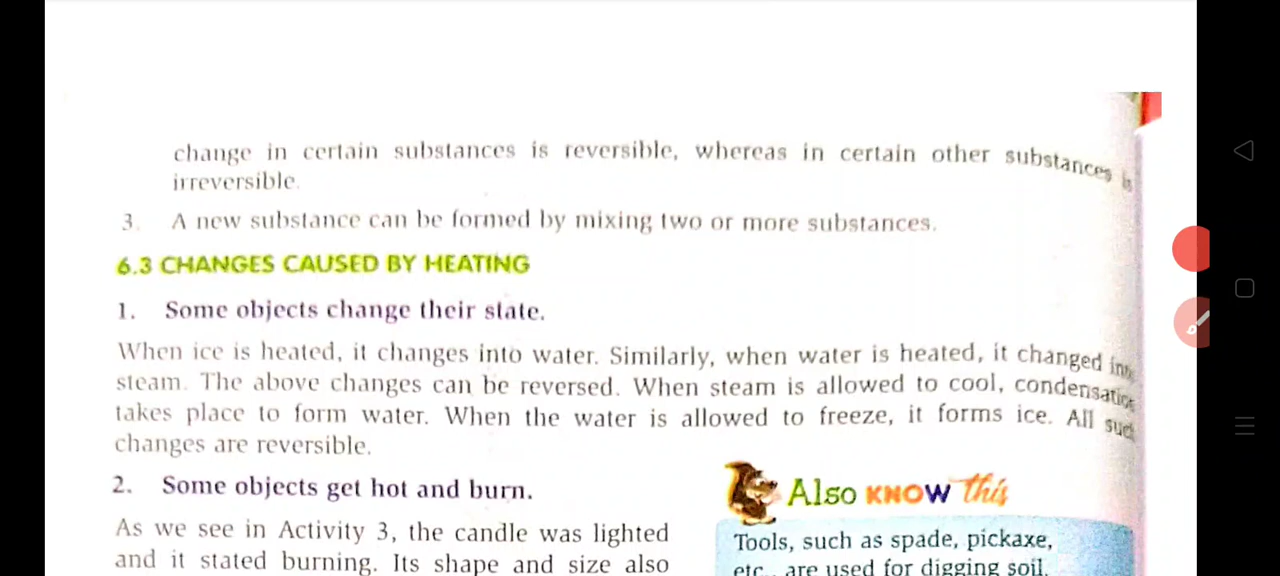 change in certain substances is reversible, whereas in certain other substances is
irreversible.
3. A new substance can be formed by mixing two or more substances.
6.3 CHANGES CAUSED BY HEATING
1. Some objects change their state.
When ice is heated, it changes into water. Similarly, when water is heated, it changed into
steam. The above changes can be reversed. When steam is allowed to cool, condensation
takes place to form water. When the water is allowed to freeze, it forms ice. All such
changes are reversible.
2. Some objects get hot and burn.
As we see in Activity 3, the candle was lighted
and it stated burning. Its shape and size also
Also KNOW this
Tools, such as spade, pickaxe,
etc., are used for digging soil.